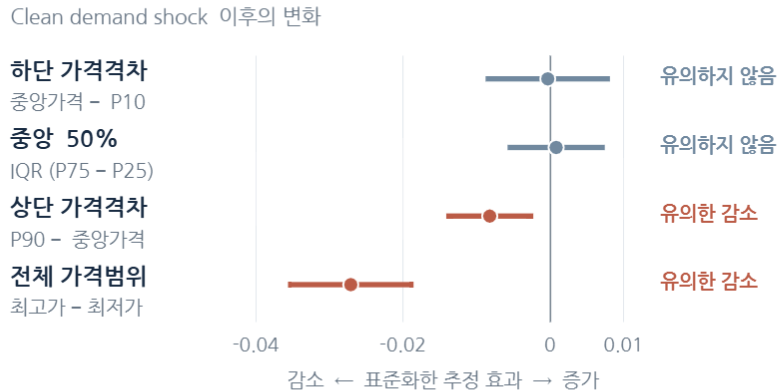 Clean demand shock 이후의 변화
하단 가격격차
중앙가격 – P10
유의하지 않음
중앙 50%
IQR (P75 – P25)
유의하지 않음
상단 가격격차
P90 – 중앙가격
유의한 감소
전체 가격범위
최고가 – 최저가
유의한 감소
-0.04 -0.02 0 0.01
감소 ← 표준화한 추정 효과 → 증가